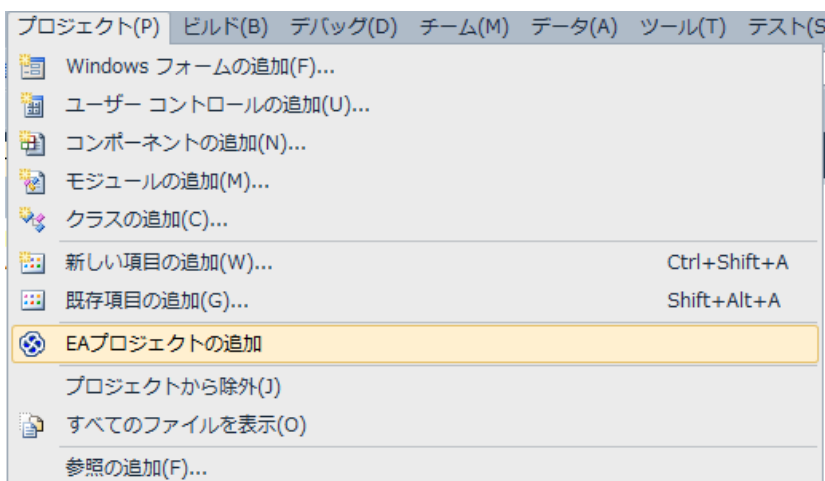 プロジェクト(P) ビルド(B) デバッグ(D) チーム(M) データ(A) ツール(T) テスト(S
Windows フォームの追加(F)...
ユーザー コントロールの追加(U)...
コンポーネントの追加(N)...
モジュールの追加(M)...
クラスの追加(C)...
新しい項目の追加(W)... Ctrl+Shift+A
既存項目の追加(G)... Shift+Alt+A
EAプロジェクトの追加
プロジェクトから除外(J)
すべてのファイルを表示(O)
参照の追加(F)...